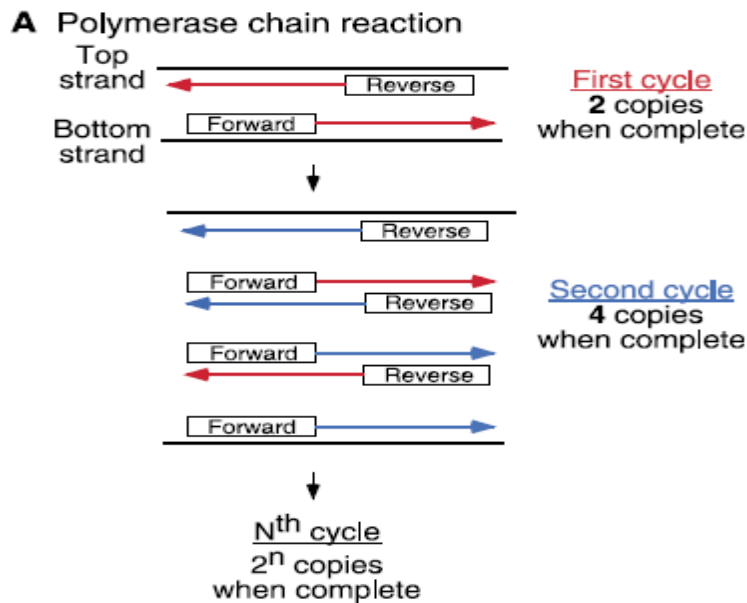 A Polymerase chain reaction
Top
strand
Reverse
Forward
Bottom
strand
First cycle
2 copies
when complete
Reverse
Forward
Reverse
Forward
Reverse
Forward
Second cycle
4 copies
when complete
Nth cycle
2n copies
when complete